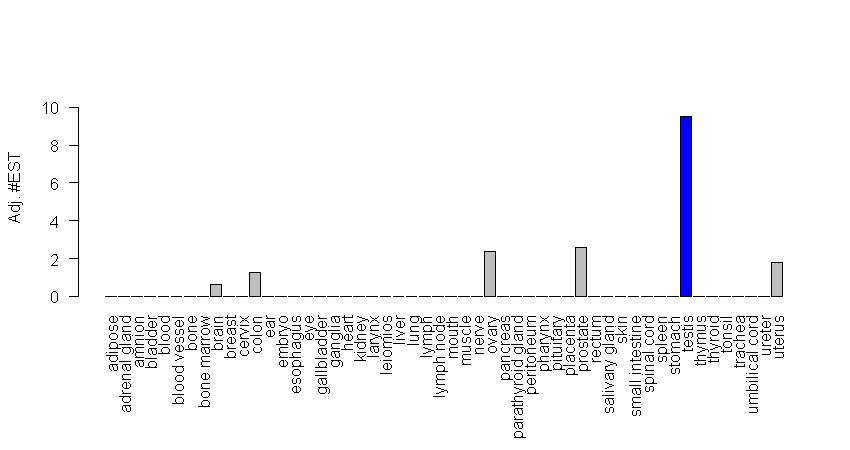 10
8
6
4
2
0
Adj. #EST
adipose
adrenal gland
amnion
bladder
blood
blood vessel
bone
bone marrow
brain
breast
cervix
colon
ear
embryo
esophagus
eye
gallbladder
ganglia
heart
kidney
larynx
leiomios
liver
lung
lymph
lymph node
mouth
muscle
nerve
ovary
pancreas
parathyroid gland
peritoneum
pharynx
pituitary
placenta
prostate
rectum
salivary gland
skin
small intestine
spinal cord
spleen
stomach
testis
thymus
thyroid
tonsil
trachea
umbilical cord
ureter
uterus